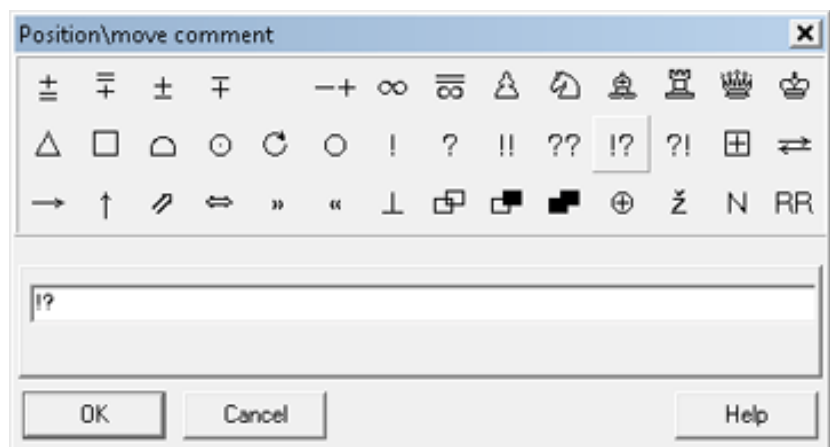 Position\move comment
⩲ ⩱ ± ∓ −+ ∞ =∞ ♙ ♘ ♗ ♖ ♕ ♔
△ □ ⌓ ⊙ ↻ ○ ! ? !! ?? !? ?! ⊞ ⇄
→ ↑ ⇗ ⇔ » « ⊥ ⊕ ž N RR
!?
OK Cancel Help